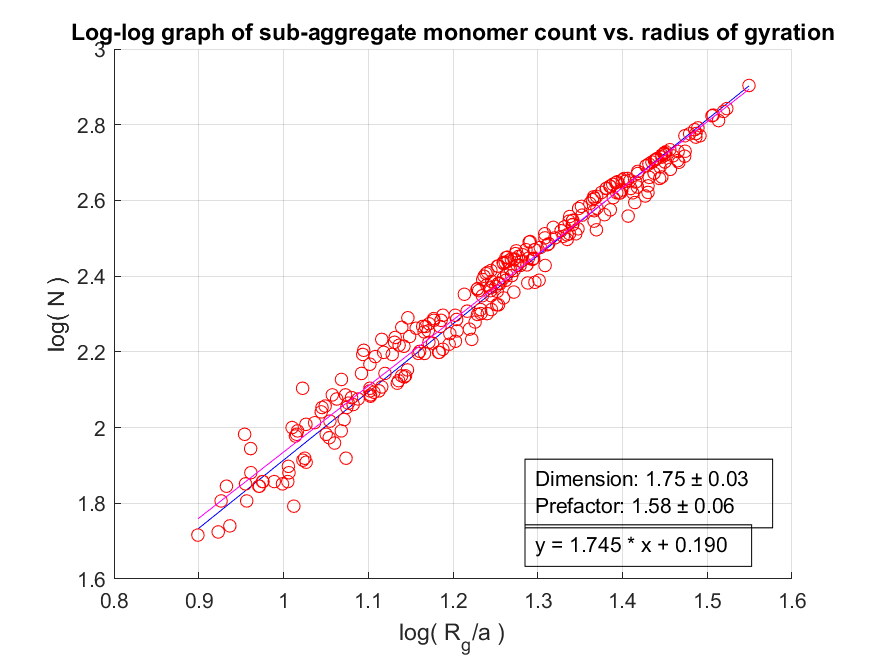 Log-log graph of sub-aggregate monomer count vs. radius of gyration
3
2.8
2.6
2.4
2.2
2
1.8
1.6
log( N )
Dimension: 1.75 ± 0.03
Prefactor: 1.58 ± 0.06
y = 1.745 * x + 0.190
0.8 0.9 1 1.1 1.2 1.3 1.4 1.5 1.6
log( R_g/a )